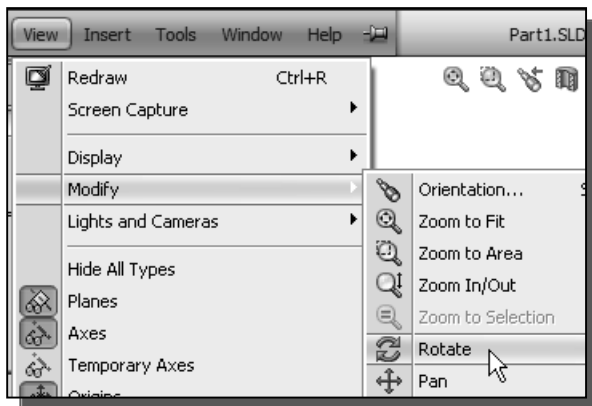 View Insert Tools Window Help Part1.SLD
Redraw Ctrl+R
Screen Capture
Display
Modify
Lights and Cameras
Hide All Types
Planes
Axes
Temporary Axes
Origins
Orientation...
Zoom to Fit
Zoom to Area
Zoom In/Out
Zoom to Selection
Rotate
Pan